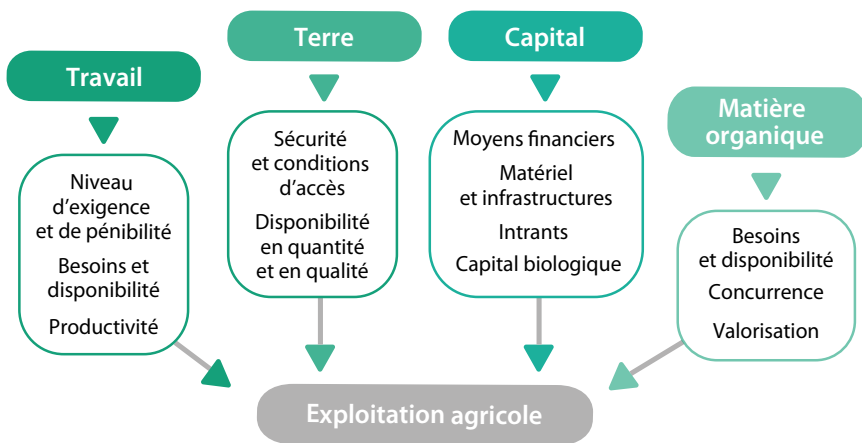 Travail
Niveau
d'exigence
et de pénibilité
Besoins et
disponibilité
Productivité
Terre
Sécurité
et conditions
d'accès
Disponibilité
en quantité
et en qualité
Capital
Moyens financiers
Matériel
et infrastructures
Intrants
Capital biologique
Matière
organique
Besoins
et disponibilité
Concurrence
Valorisation
Exploitation agricole